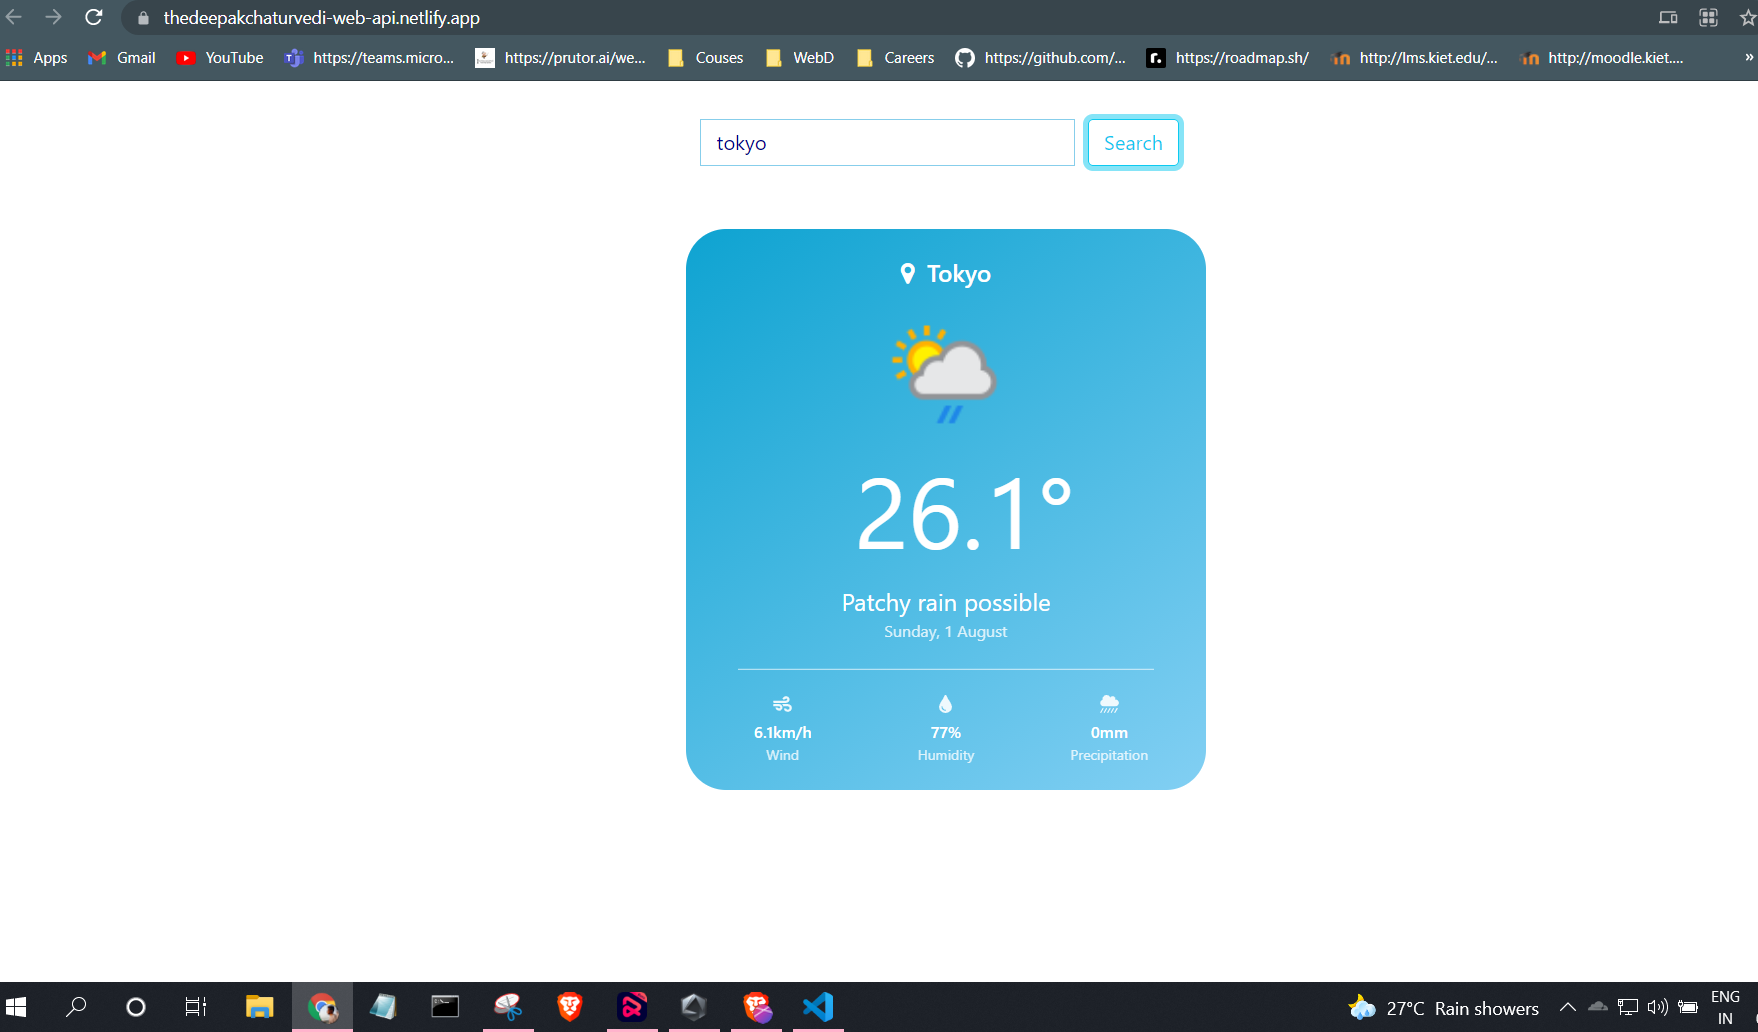 thedeepakchaturvedi-web-api.netlify.app
Apps Gmail YouTube https://teams.micro... https://prutor.ai/we... Couses WebD Careers https://github.com/... https://roadmap.sh/ http://lms.kiet.edu/... http://moodle.kiet.... »
tokyo Search
Tokyo
26.1°
Patchy rain possible
Sunday, 1 August
6.1km/h 77% 0mm
Wind Humidity Precipitation
27°C Rain showers ENG
IN